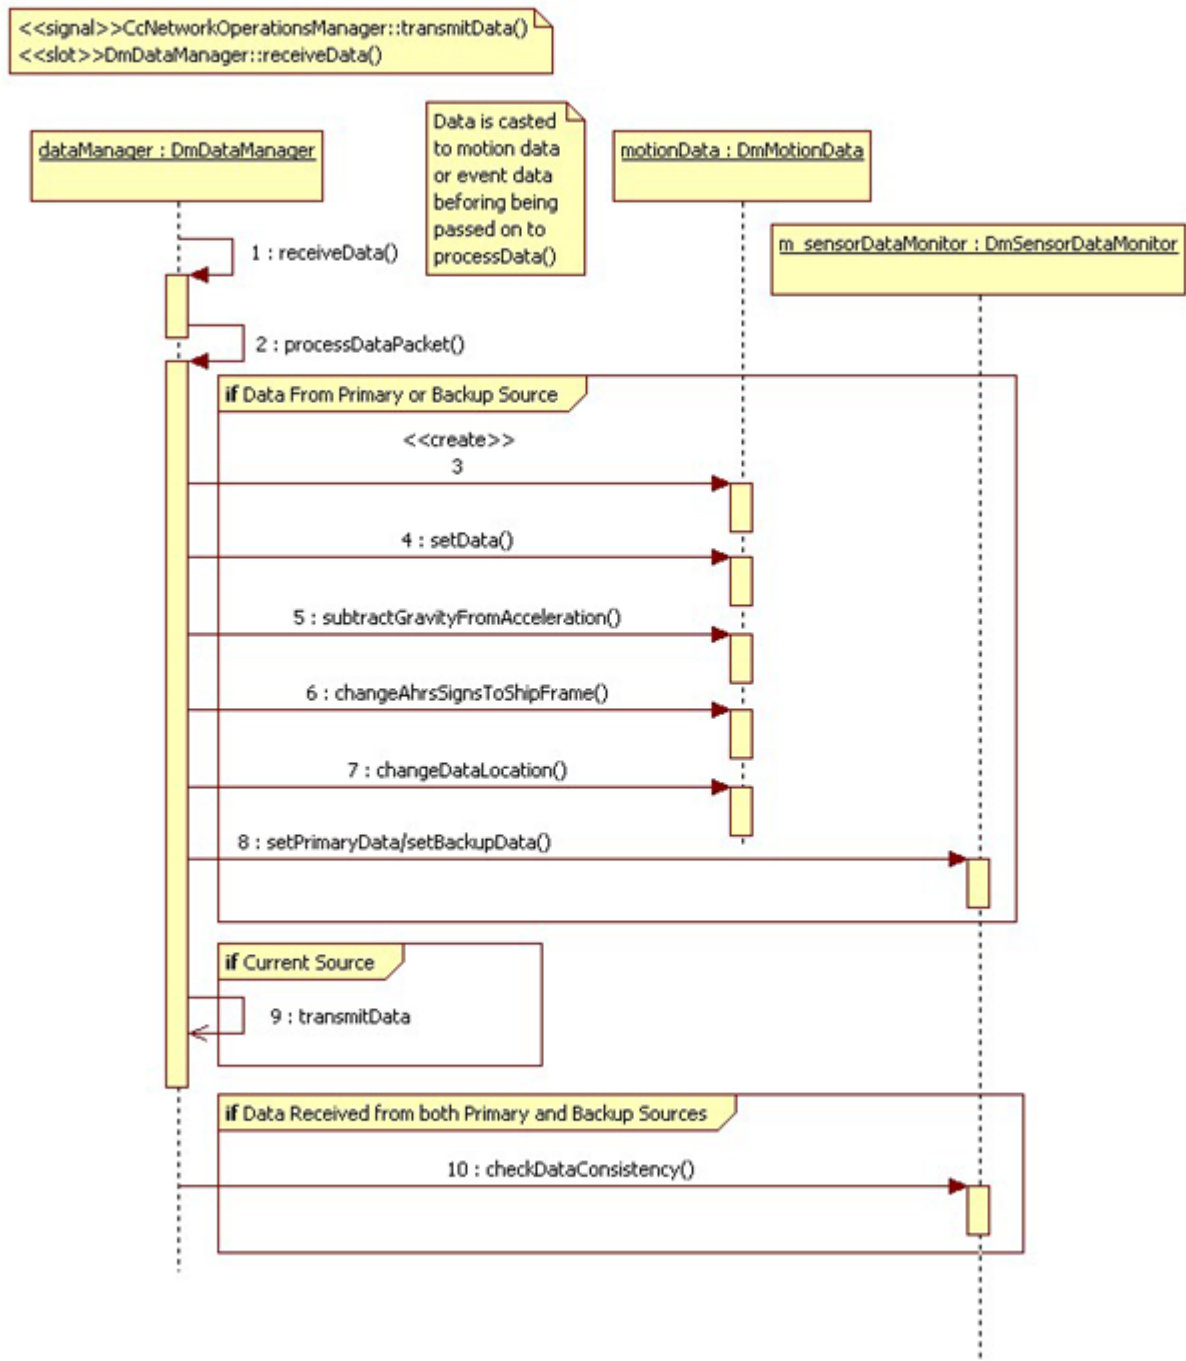 <<signal>>CcNetworkOperationsManager::transmitData()
<<slot>>DmDataManager::receiveData()
Data is casted
to motion data
or event data
beforing being
passed on to
processData()
dataManager : DmDataManager
motionData : DmMotionData
m_sensorDataMonitor : DmSensorDataMonitor
1 : receiveData()
2 : processDataPacket()
if Data From Primary or Backup Source
<<create>>
3
4 : setData()
5 : subtractGravityFromAcceleration()
6 : changeAhrsSignsToShipFrame()
7 : changeDataLocation()
8 : setPrimaryData/setBackupData()
if Current Source
9 : transmitData
if Data Received from both Primary and Backup Sources
10 : checkDataConsistency()